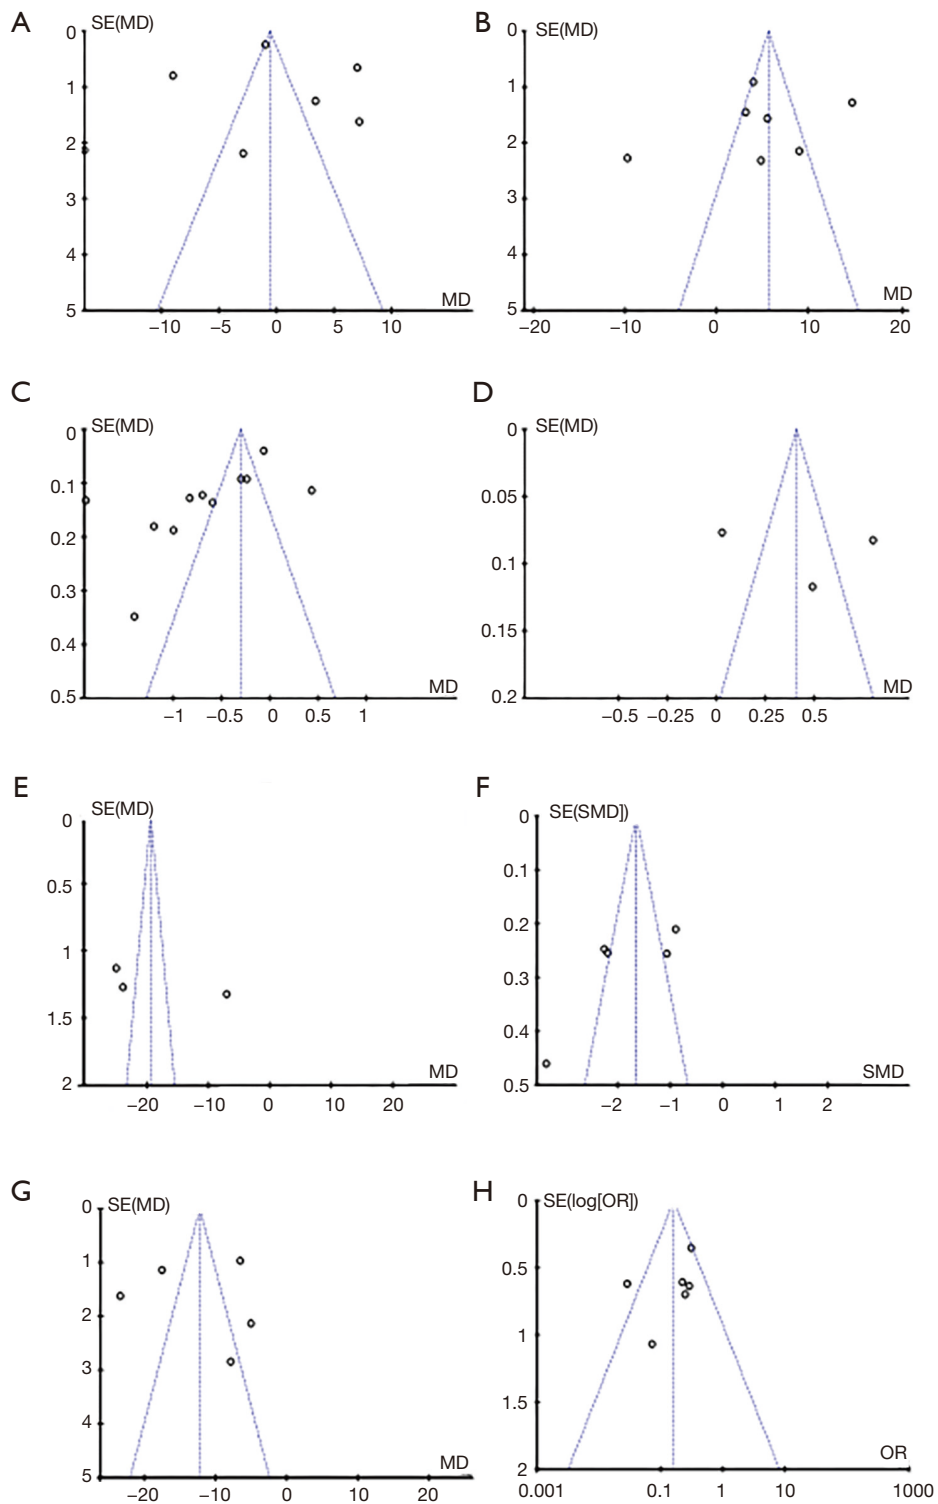 A
SE(MD)
0
1
2
3
4
5
MD
−10 −5 0 5 10
B
SE(MD)
0
1
2
3
4
5
MD
−20 −10 0 10 20
C
SE(MD)
0
0.1
0.2
0.3
0.4
0.5
MD
−1 −0.5 0 0.5 1
D
SE(MD)
0
0.05
0.1
0.15
0.2
MD
−0.5 −0.25 0 0.25 0.5
E
SE(MD)
0
0.5
1
1.5
2
MD
−20 −10 0 10 20
F
SE(SMD])
0
0.1
0.2
0.3
0.4
0.5
SMD
−2 −1 0 1 2
G
SE(MD)
0
1
2
3
4
5
MD
−20 −10 0 10 20
H
SE(log[OR])
0
0.5
1
1.5
2
OR
0.001 0.1 1 10 1000